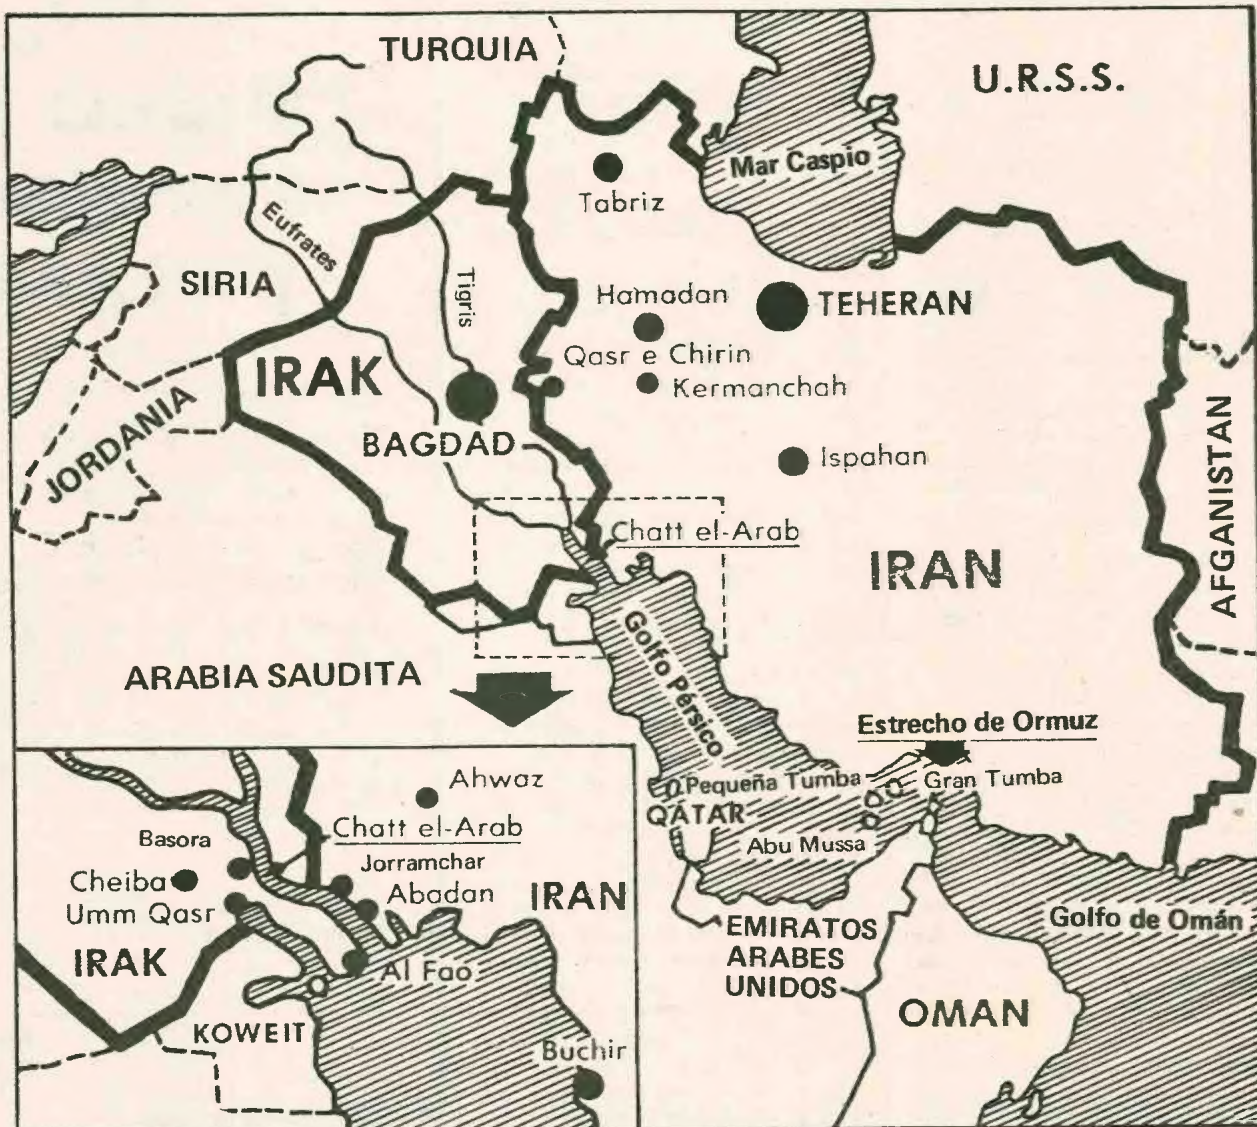 TURQUIA
U.R.S.S.
Mar Caspio
Tabriz
Eufrates
SIRIA
Tigris
Hamadan
TEHERAN
Qasr e Chirin
IRAK
Kermanchah
JORDANIA
BAGDAD
Ispahan
AFGANISTAN
Chatt el-Arab
IRAN
Golfo Pérsico
ARABIA SAUDITA
Estrecho de Ormuz
Pequeña Tumba
Gran Tumba
QATAR
Abu Mussa
EMIRATOS
ARABES
UNIDOS
Golfo de Omán
OMAN
Ahwaz
Chatt el-Arab
Basora
Jorramchar
Cheiba
Abadan
IRAN
Umm Qasr
IRAK
Al Fao
KOWEIT
Buchir